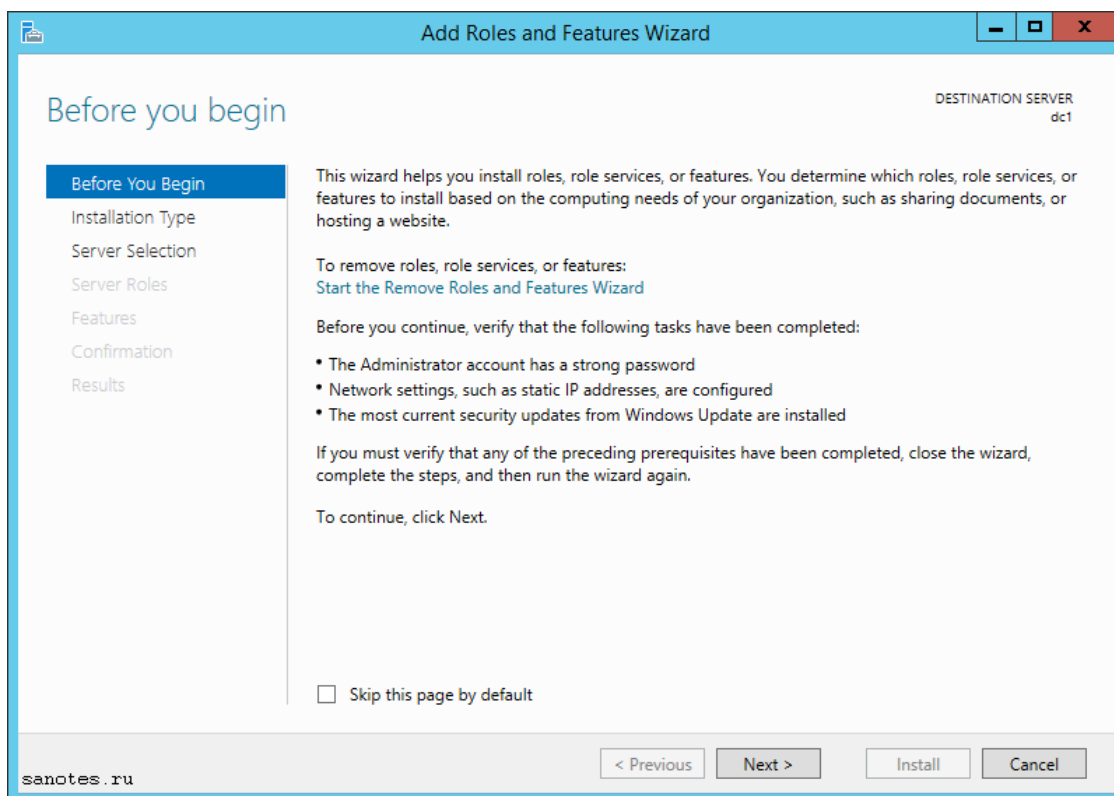 Add Roles and Features Wizard
Before you begin
DESTINATION SERVER
dc1
Before You Begin
Installation Type
Server Selection
Server Roles
Features
Confirmation
Results
This wizard helps you install roles, role services, or features. You determine which roles, role services, or
features to install based on the computing needs of your organization, such as sharing documents, or
hosting a website.
To remove roles, role services, or features:
Start the Remove Roles and Features Wizard
Before you continue, verify that the following tasks have been completed:
• The Administrator account has a strong password
• Network settings, such as static IP addresses, are configured
• The most current security updates from Windows Update are installed
If you must verify that any of the preceding prerequisites have been completed, close the wizard,
complete the steps, and then run the wizard again.
To continue, click Next.
Skip this page by default
< Previous
Next >
Install
Cancel
sanotes.ru